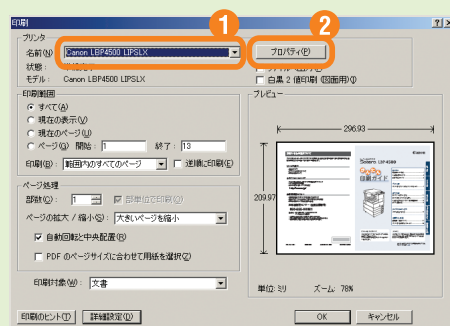 印刷
1
2
プリンタ
名前(N): Canon LBP4500 LIPSLX
プロパティ(P)
状態:
モデル: Canon LBP4500 LIPSLX
白黒 2 値印刷 (図面用)(I)
印刷範囲
すべて(A)
現在の表示(V)
現在のページ(U)
ページ(G) 開始: 1 終了: 13
印刷(B): 範囲内のすべてのページ 逆順に印刷(E)
ページ処理
部数(C): 1 部単位で印刷(O)
ページの拡大 / 縮小(S): 大きいページを縮小
自動回転と中央配置(R)
PDF のページサイズに合わせて用紙を選択(Z)
印刷対象(W): 文書
プレビュー
296.93
209.97
Canon
Satera LBP4500
印刷ガイド
単位: ミリ ズーム: 78%
印刷のヒント(T)
詳細設定(D)
OK
キャンセル